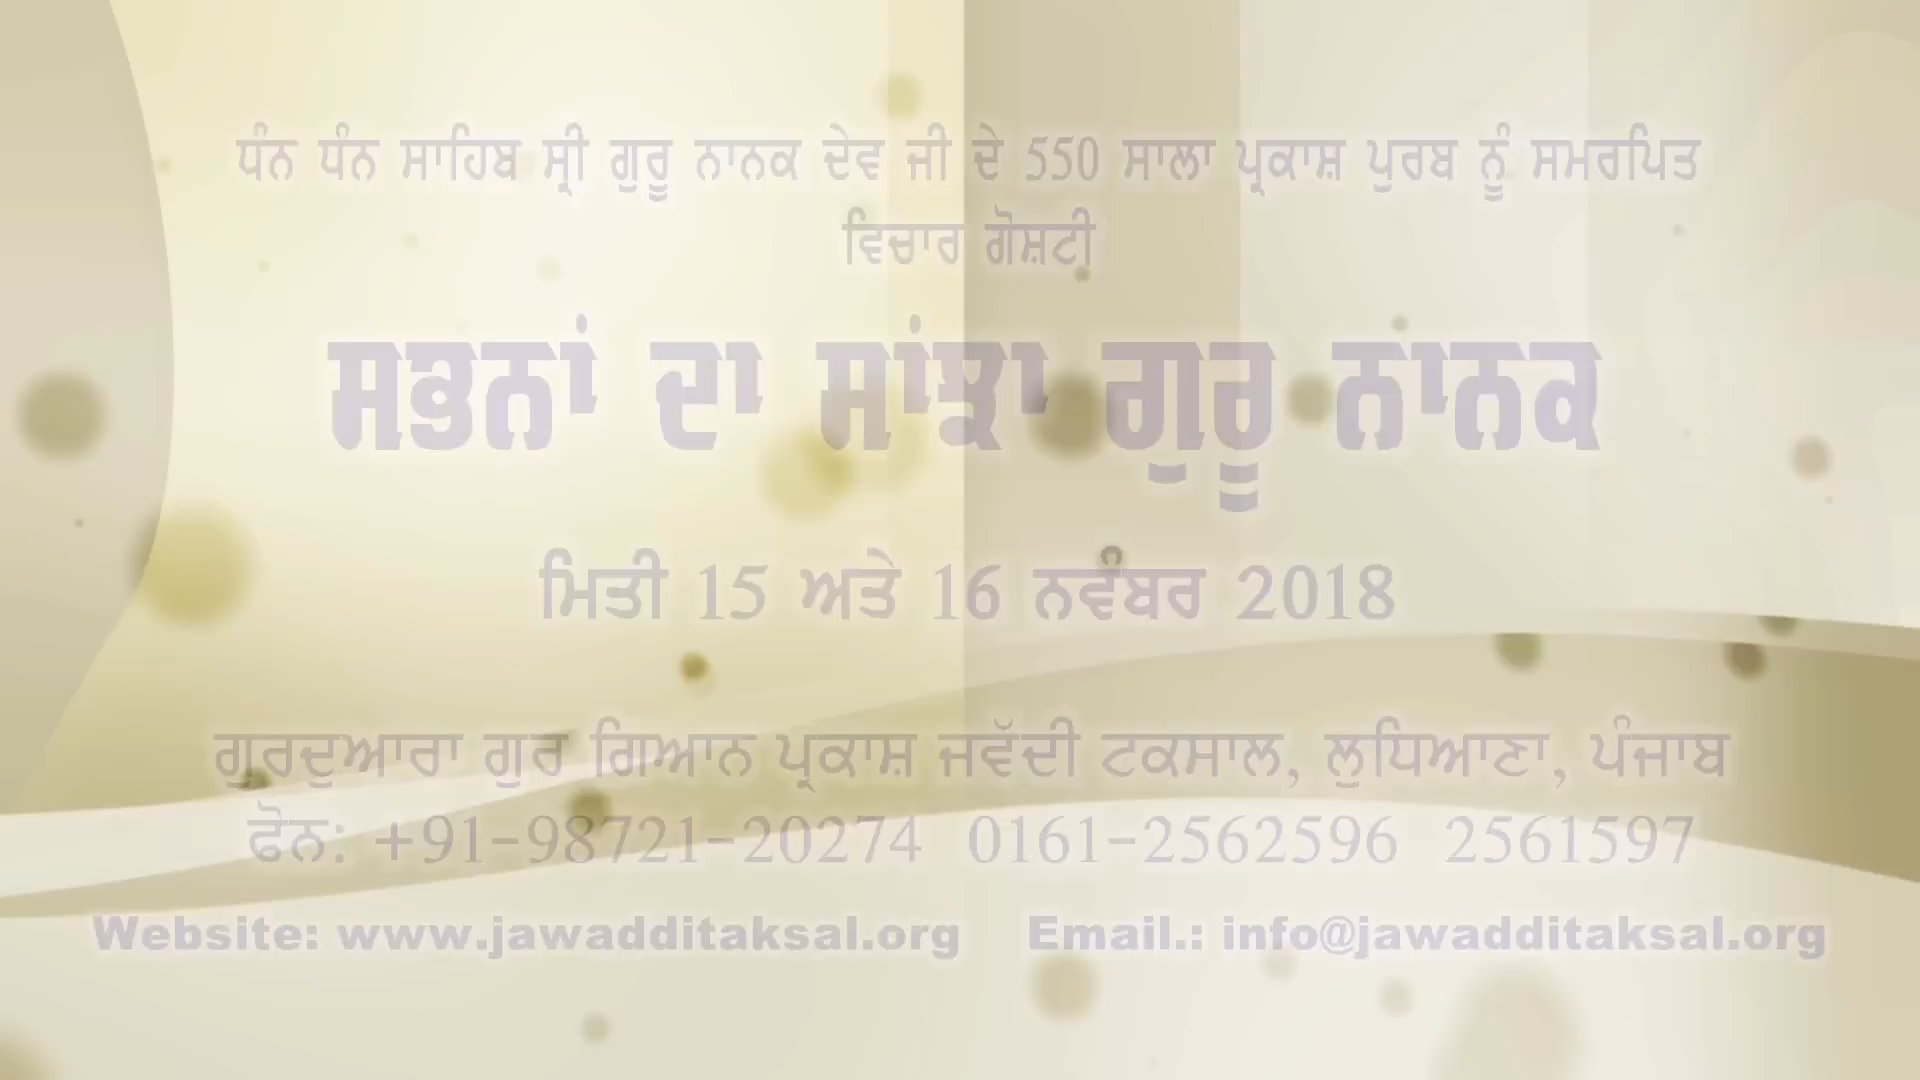 ਧੰਨ ਧੰਨ ਸਾਹਿਬ ਸ੍ਰੀ ਗੁਰੂ ਨਾਨਕ ਦੇਵ ਜੀ ਦੇ 550 ਸਾਲਾ ਪ੍ਰਕਾਸ਼ ਪੁਰਬ ਨੂੰ ਸਮਰਪਿਤ
ਵਿਚਾਰ ਗੋਸ਼ਟੀ
ਸਭਨਾਂ ਦਾ ਸਾਂਝਾ ਗੁਰੂ ਨਾਨਕ
ਮਿਤੀ 15 ਅਤੇ 16 ਨਵੰਬਰ 2018
ਗੁਰਦੁਆਰਾ ਗੁਰ ਗਿਆਨ ਪ੍ਰਕਾਸ਼ ਜਵੱਦੀ ਟਕਸਾਲ, ਲੁਧਿਆਣਾ, ਪੰਜਾਬ
ਫੋਨ: +91-98721-20274 0161-2562596 2561597
Website: www.jawadditaksal.org Email.: info@jawadditaksal.org